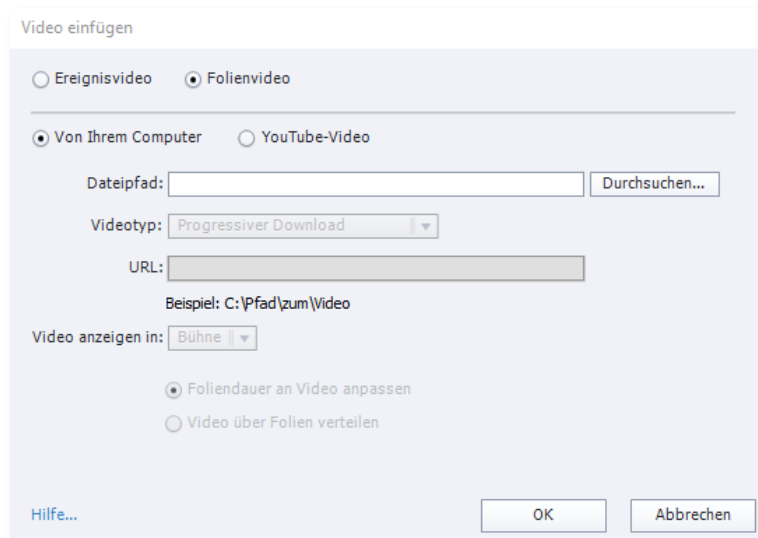 Video einfügen
Ereignisvideo Folienvideo
Von Ihrem Computer YouTube-Video
Dateipfad: Durchsuchen...
Videotyp: Progressiver Download
URL:
Beispiel: C:\Pfad\zum\Video
Video anzeigen in: Bühne
Foliendauer an Video anpassen
Video über Folien verteilen
Hilfe... OK Abbrechen